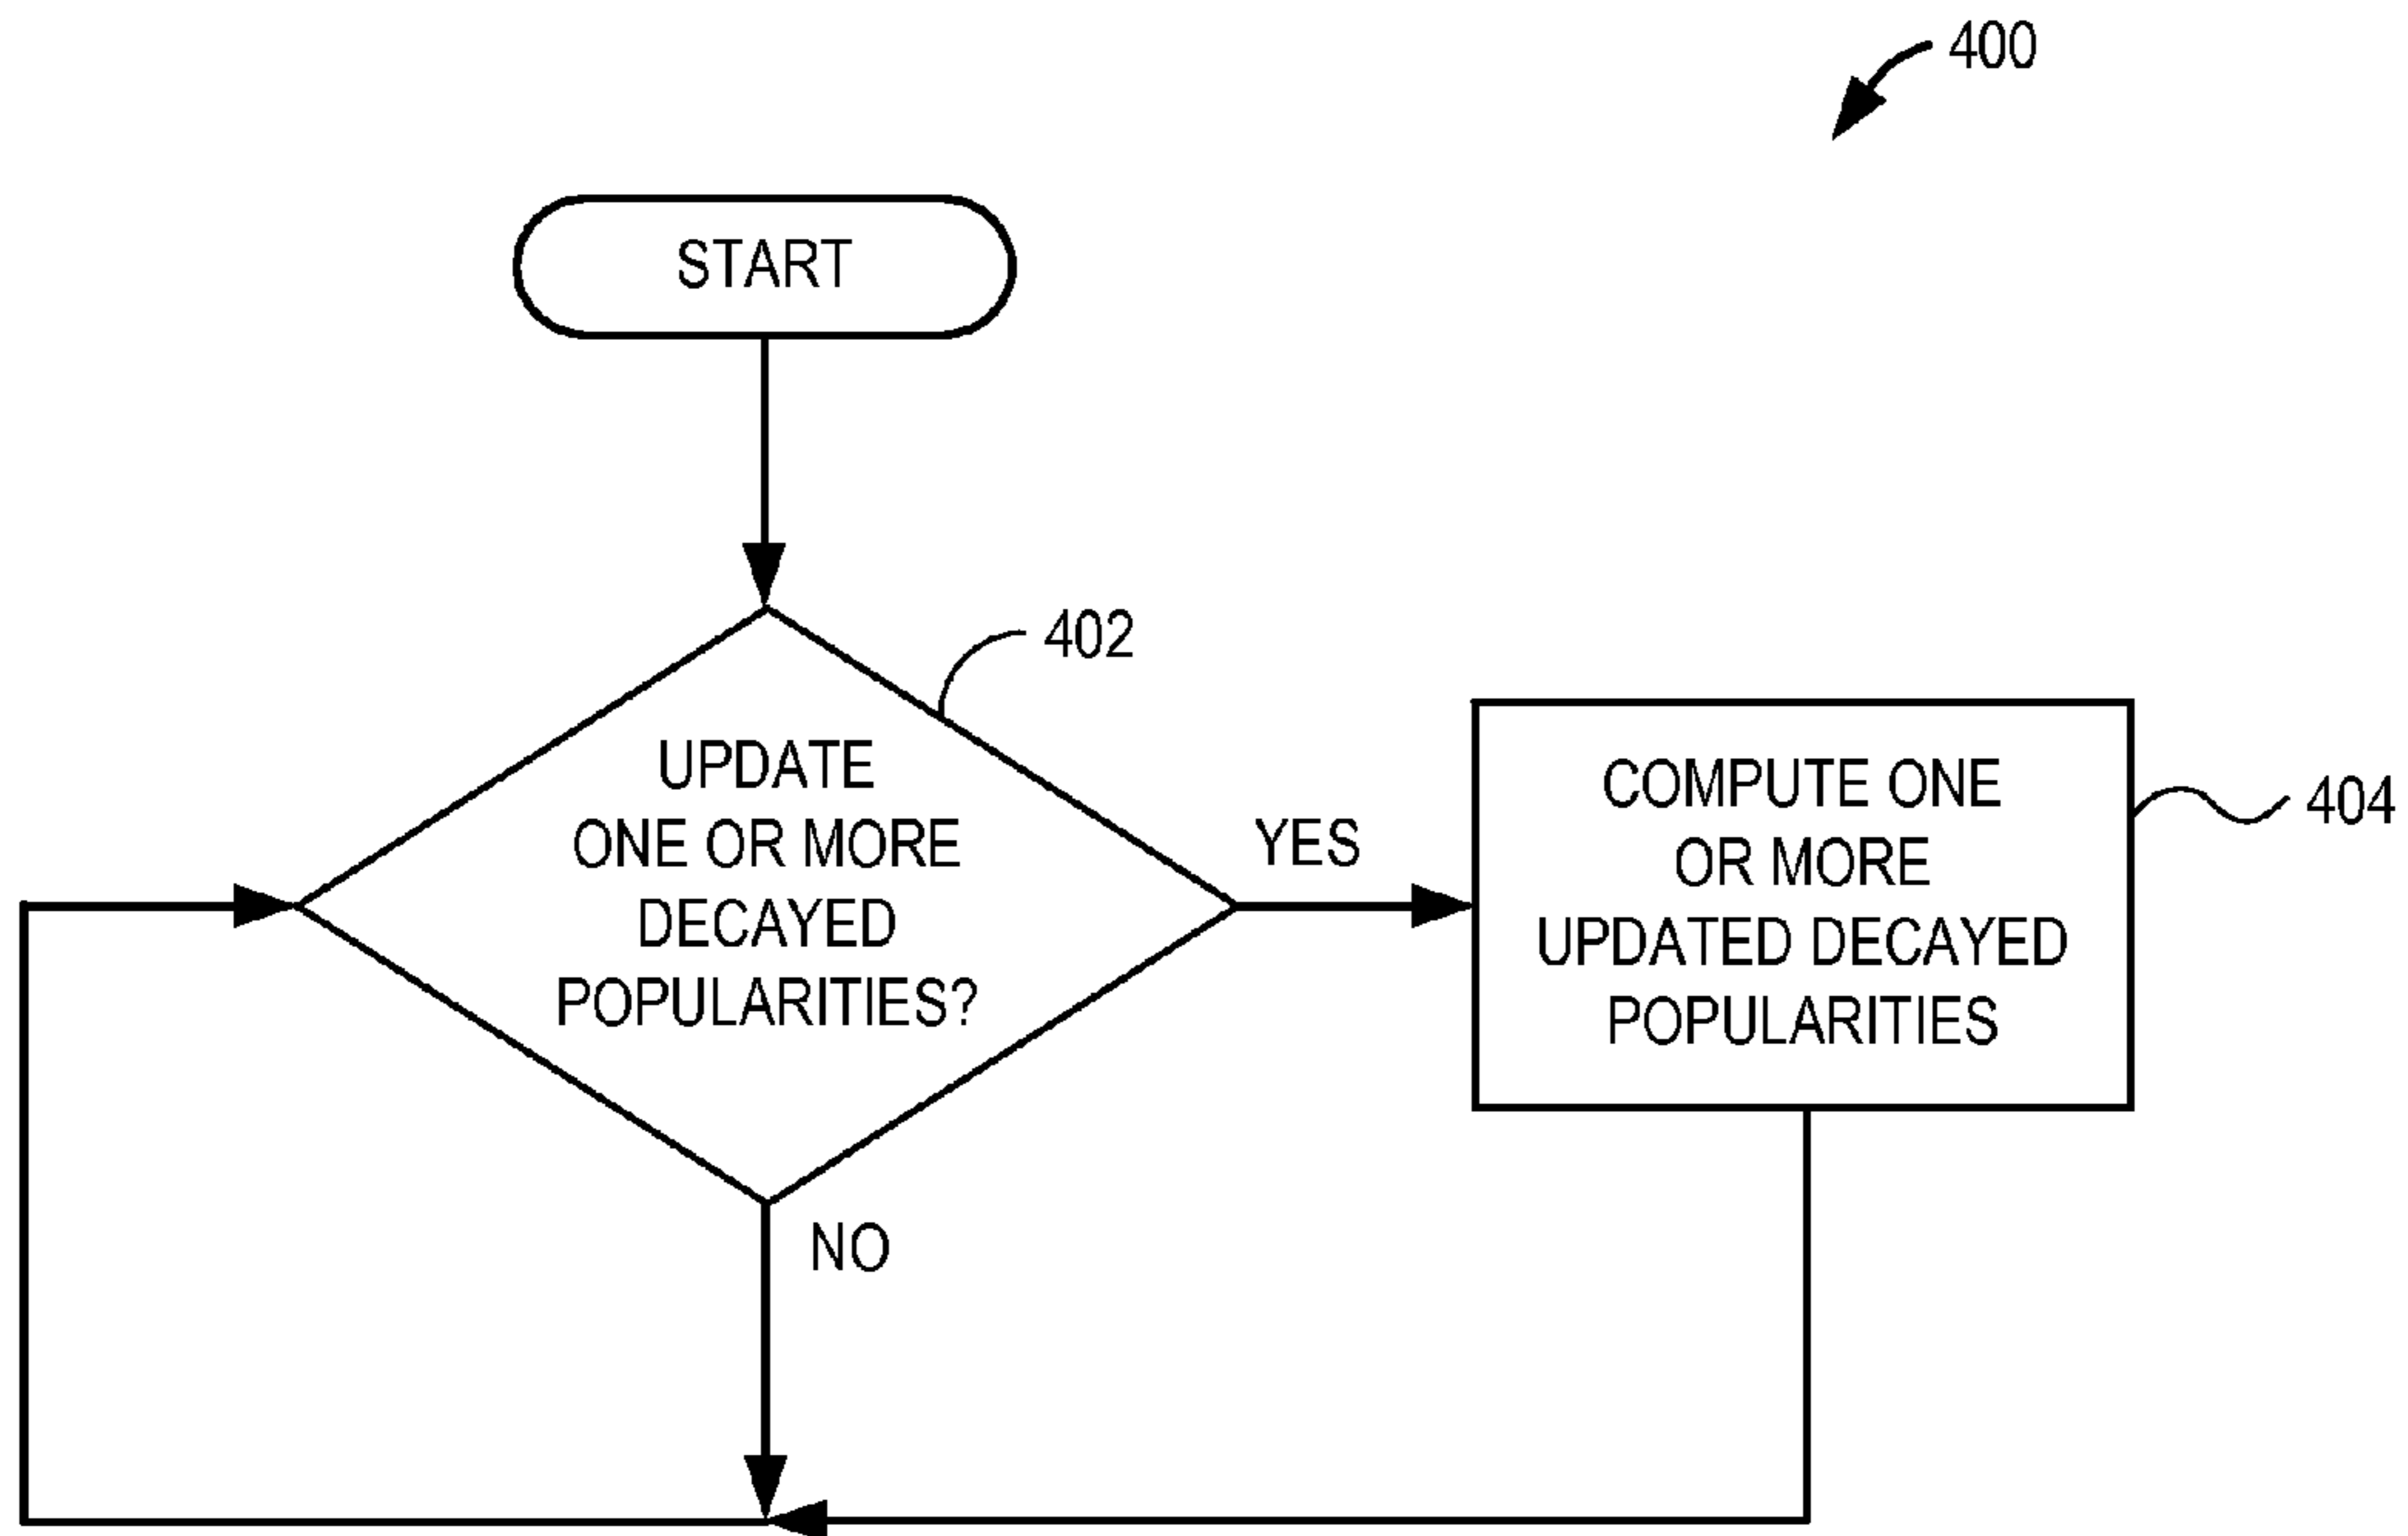 400
START
402
UPDATE
ONE OR MORE
DECAYED
POPULARITIES?
YES
COMPUTE ONE
OR MORE
UPDATED DECAYED
POPULARITIES
404
NO